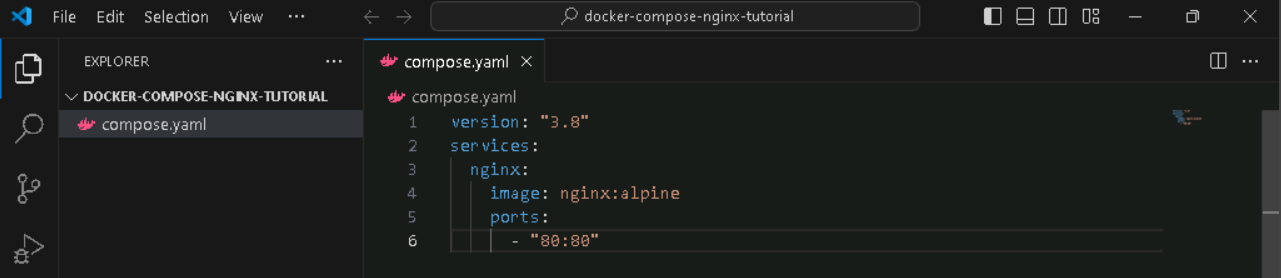 File Edit Selection View ··· docker-compose-nginx-tutorial
EXPLORER ···
compose.yaml
DOCKER-COMPOSE-NGINX-TUTORIAL
compose.yaml
compose.yaml
1 version: "3.8"
2 services:
3 nginx:
4 image: nginx:alpine
5 ports:
6 - "80:80"